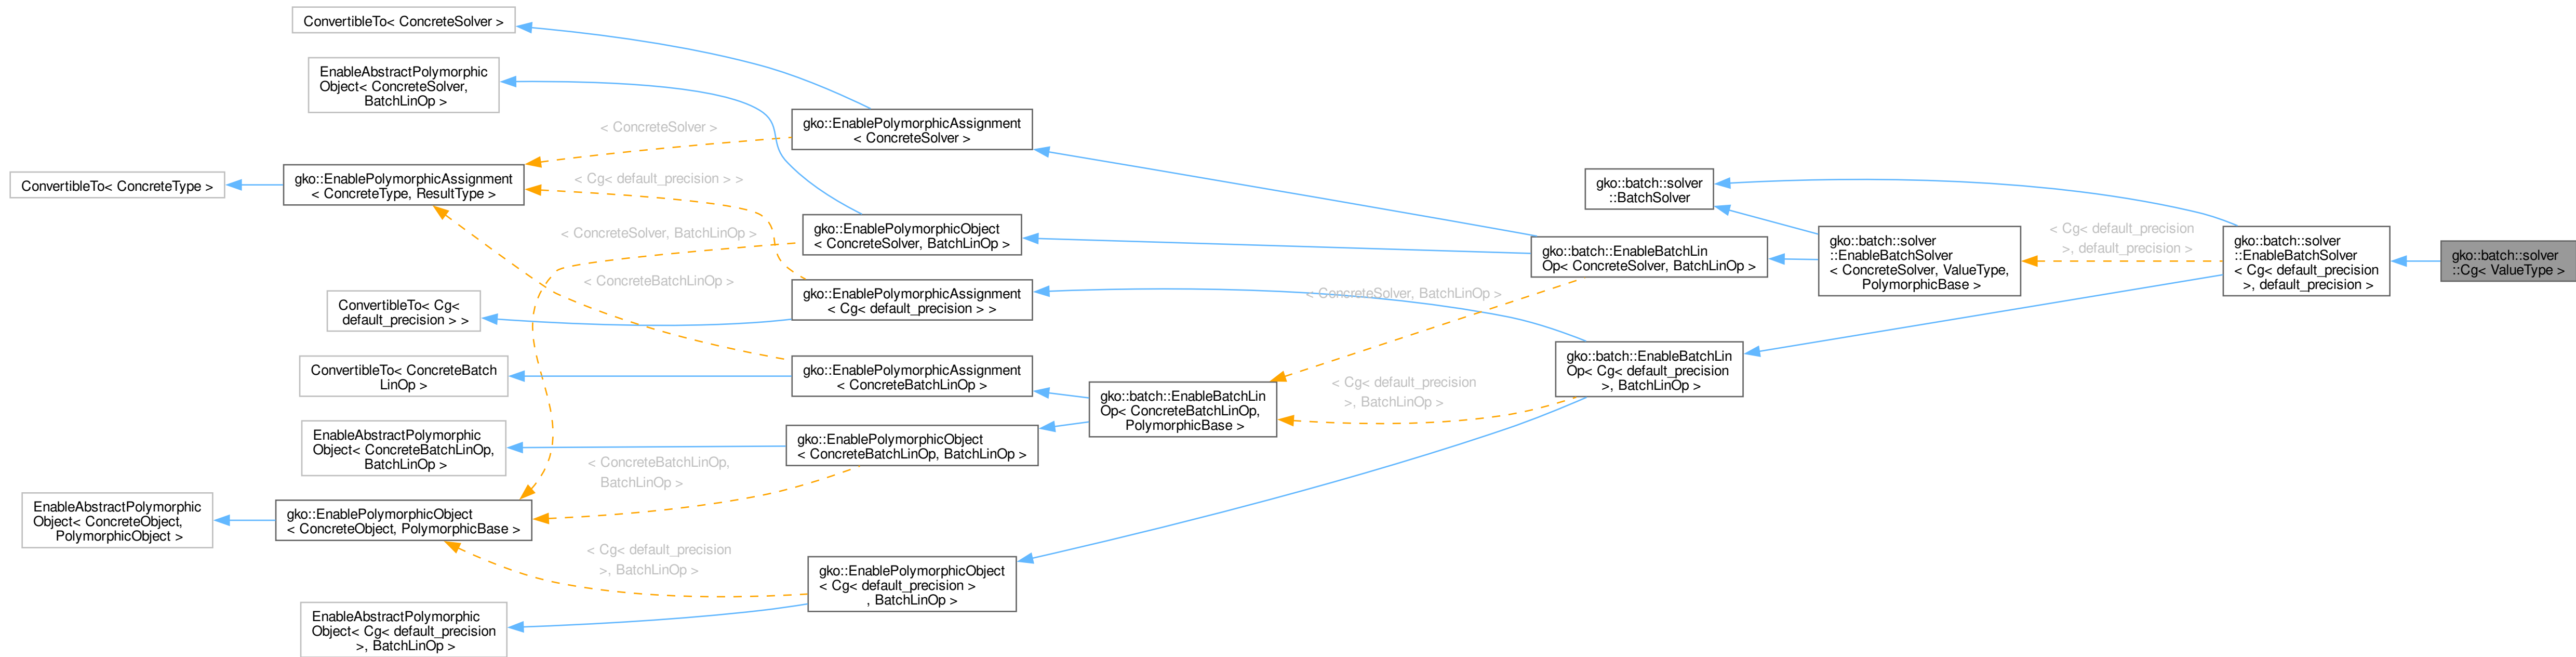 ConvertibleTo< ConcreteSolver >
EnableAbstractPolymorphic
Object< ConcreteSolver,
BatchLinOp >
ConvertibleTo< ConcreteType >
gko::EnablePolymorphicAssignment
< ConcreteType, ResultType >
ConvertibleTo< Cg<
default_precision > >
ConvertibleTo< ConcreteBatch
LinOp >
EnableAbstractPolymorphic
Object< ConcreteBatchLinOp,
BatchLinOp >
EnableAbstractPolymorphic
Object< ConcreteObject,
PolymorphicObject >
gko::EnablePolymorphicObject
< ConcreteObject, PolymorphicBase >
EnableAbstractPolymorphic
Object< Cg< default_precision
>, BatchLinOp >
< ConcreteSolver >
< Cg< default_precision > >
< ConcreteSolver, BatchLinOp >
< ConcreteBatchLinOp >
< ConcreteBatchLinOp,
BatchLinOp >
< Cg< default_precision
>, BatchLinOp >
gko::EnablePolymorphicAssignment
< ConcreteSolver >
gko::EnablePolymorphicObject
< ConcreteSolver, BatchLinOp >
gko::EnablePolymorphicAssignment
< Cg< default_precision > >
gko::EnablePolymorphicAssignment
< ConcreteBatchLinOp >
gko::EnablePolymorphicObject
< ConcreteBatchLinOp, BatchLinOp >
gko::EnablePolymorphicObject
< Cg< default_precision >
, BatchLinOp >
gko::batch::EnableBatchLin
Op< ConcreteBatchLinOp,
PolymorphicBase >
< ConcreteSolver, BatchLinOp >
< Cg< default_precision
>, BatchLinOp >
gko::batch::solver
::BatchSolver
gko::batch::EnableBatchLin
Op< ConcreteSolver, BatchLinOp >
gko::batch::EnableBatchLin
Op< Cg< default_precision
>, BatchLinOp >
gko::batch::solver
::EnableBatchSolver
< ConcreteSolver, ValueType,
PolymorphicBase >
< Cg< default_precision
>, default_precision >
gko::batch::solver
::EnableBatchSolver
< Cg< default_precision
>, default_precision >
gko::batch::solver
::Cg< ValueType >